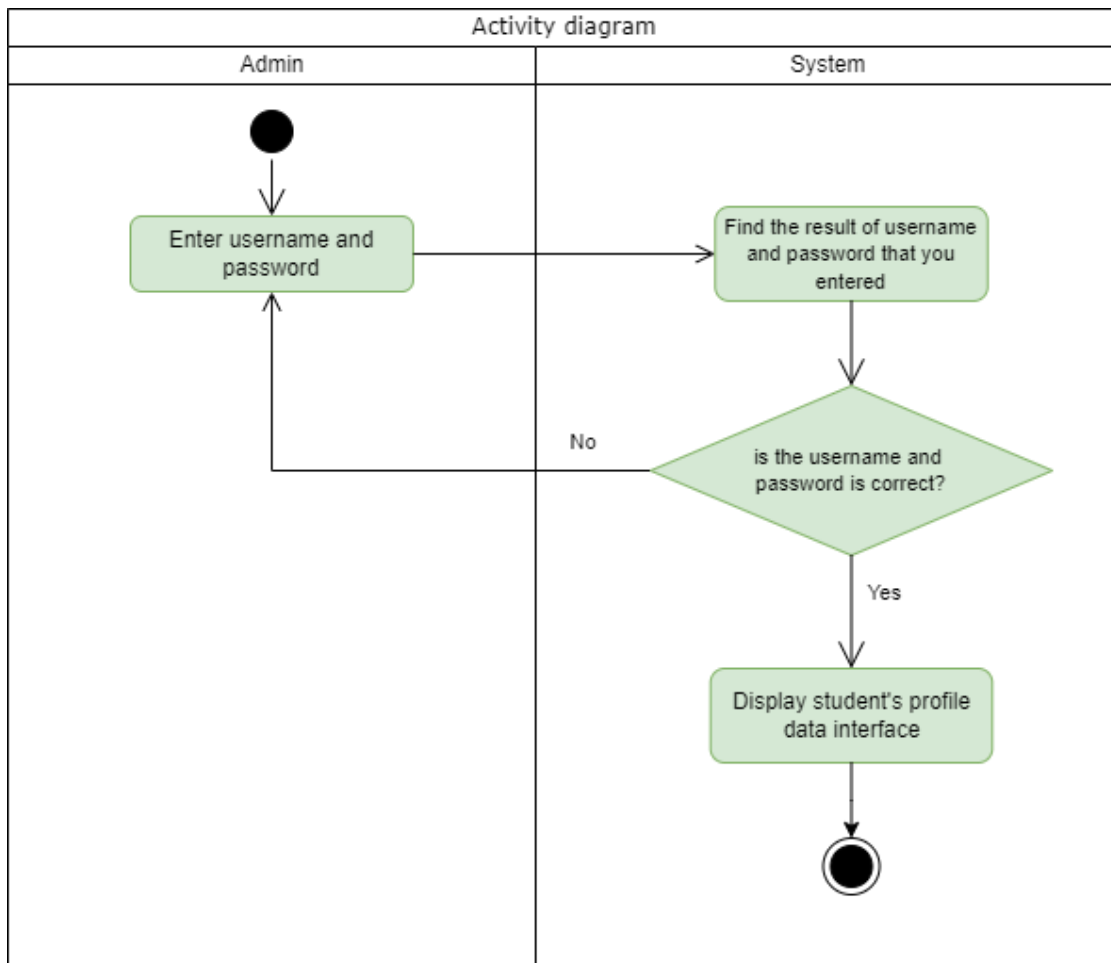 Activity diagram
Admin
System
Enter username and
password
Find the result of username
and password that you
entered
is the username and
password is correct?
No
Yes
Display student's profile
data interface